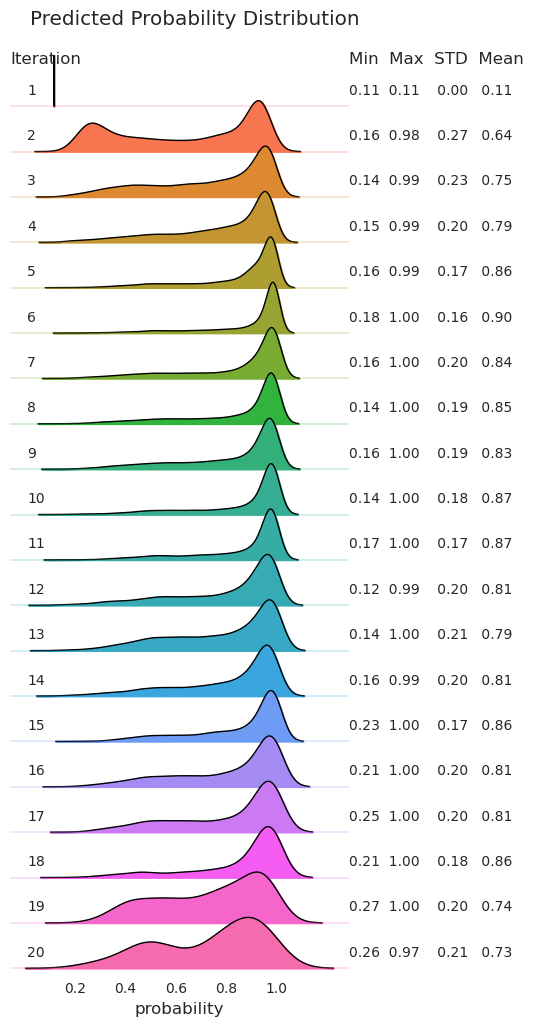 Predicted Probability Distribution
Iteration Min Max STD Mean
1 0.11 0.11 0.00 0.11
2 0.16 0.98 0.27 0.64
3 0.14 0.99 0.23 0.75
4 0.15 0.99 0.20 0.79
5 0.16 0.99 0.17 0.86
6 0.18 1.00 0.16 0.90
7 0.16 1.00 0.20 0.84
8 0.14 1.00 0.19 0.85
9 0.16 1.00 0.19 0.83
10 0.14 1.00 0.18 0.87
11 0.17 1.00 0.17 0.87
12 0.12 0.99 0.20 0.81
13 0.14 1.00 0.21 0.79
14 0.16 0.99 0.20 0.81
15 0.23 1.00 0.17 0.86
16 0.21 1.00 0.20 0.81
17 0.25 1.00 0.20 0.81
18 0.21 1.00 0.18 0.86
19 0.27 1.00 0.20 0.74
20 0.26 0.97 0.21 0.73
0.2 0.4 0.6 0.8 1.0
probability